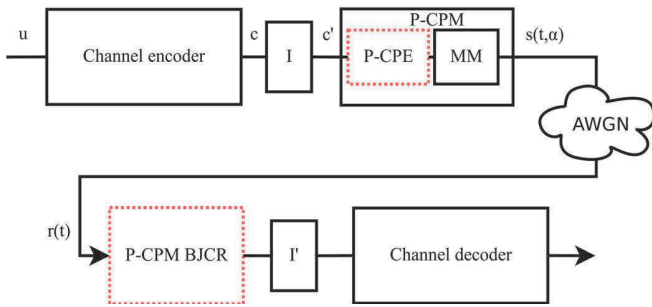 u
Channel encoder
c
I
c'
P-CPM
P-CPE
MM
s(t,α)
AWGN
r(t)
P-CPM BJCR
I'
Channel decoder